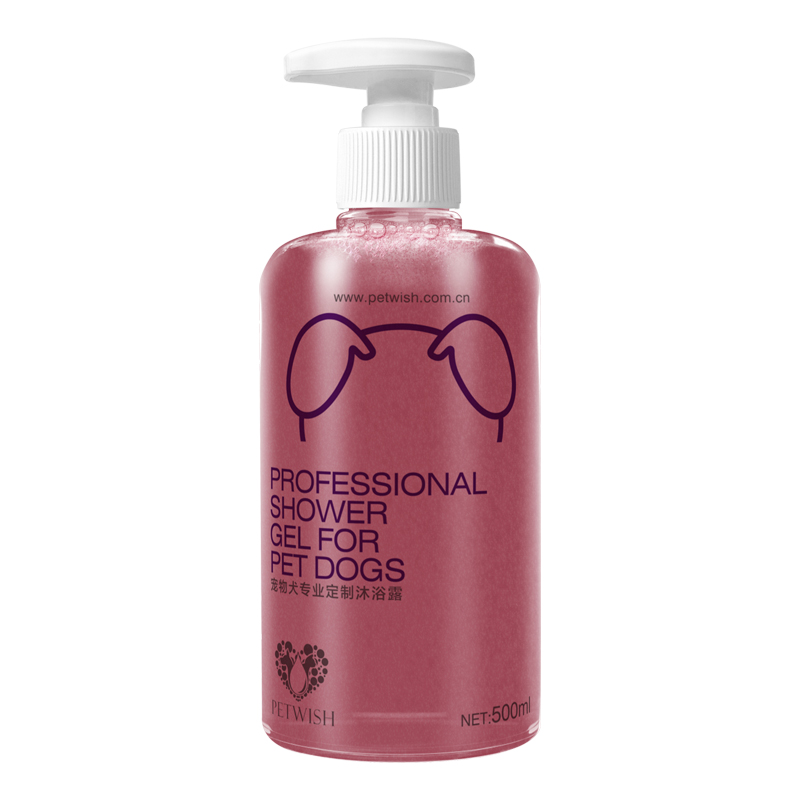 www.petwish.com.cn
PROFESSIONAL
SHOWER
GEL FOR
PET DOGS
宠物犬专业定制沐浴露
PETWISH
NET:500ml